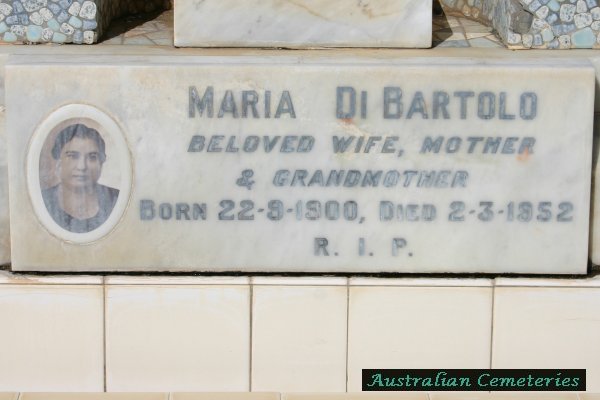 MARIA DI BARTOLO
BELOVED WIFE, MOTHER
& GRANDMOTHER
BORN 22-9-1900, DIED 2-3-1952
R. I. P.
Australian Cemeteries